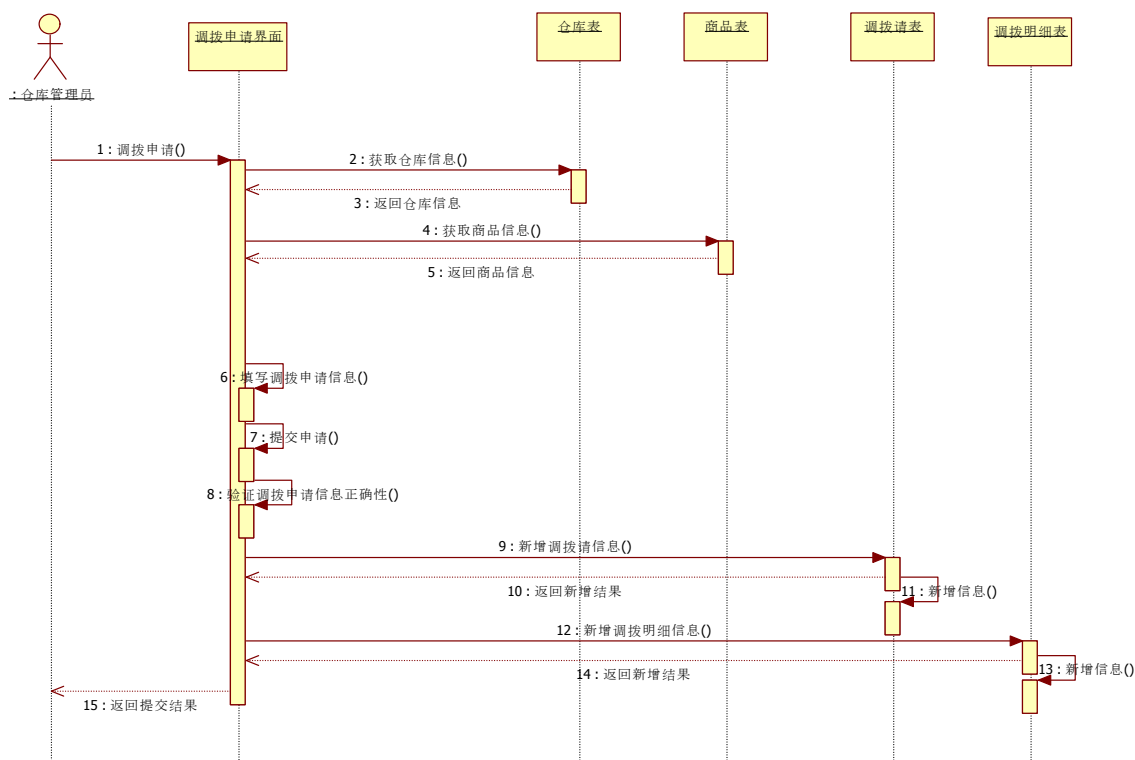 调拨申请界面
仓库表
商品表
调拨请表
调拨明细表
: 仓库管理员
1 : 调拨申请()
2 : 获取仓库信息()
3 : 返回仓库信息
4 : 获取商品信息()
5 : 返回商品信息
6 : 填写调拨申请信息()
7 : 提交申请()
8 : 验证调拨申请信息正确性()
9 : 新增调拨请信息()
10 : 返回新增结果
11 : 新增信息()
12 : 新增调拨明细信息()
13 : 新增信息()
14 : 返回新增结果
15 : 返回提交结果